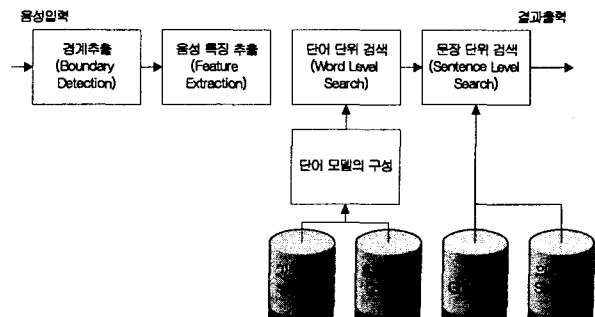 음성입력
결과출력
경계추출
(Boundary
Detection)
음성 특징 추출
(Feature
Extraction)
단어 단위 검색
(Word Level
Search)
문장 단위 검색
(Sentence Level
Search)
단어 모델의 구성